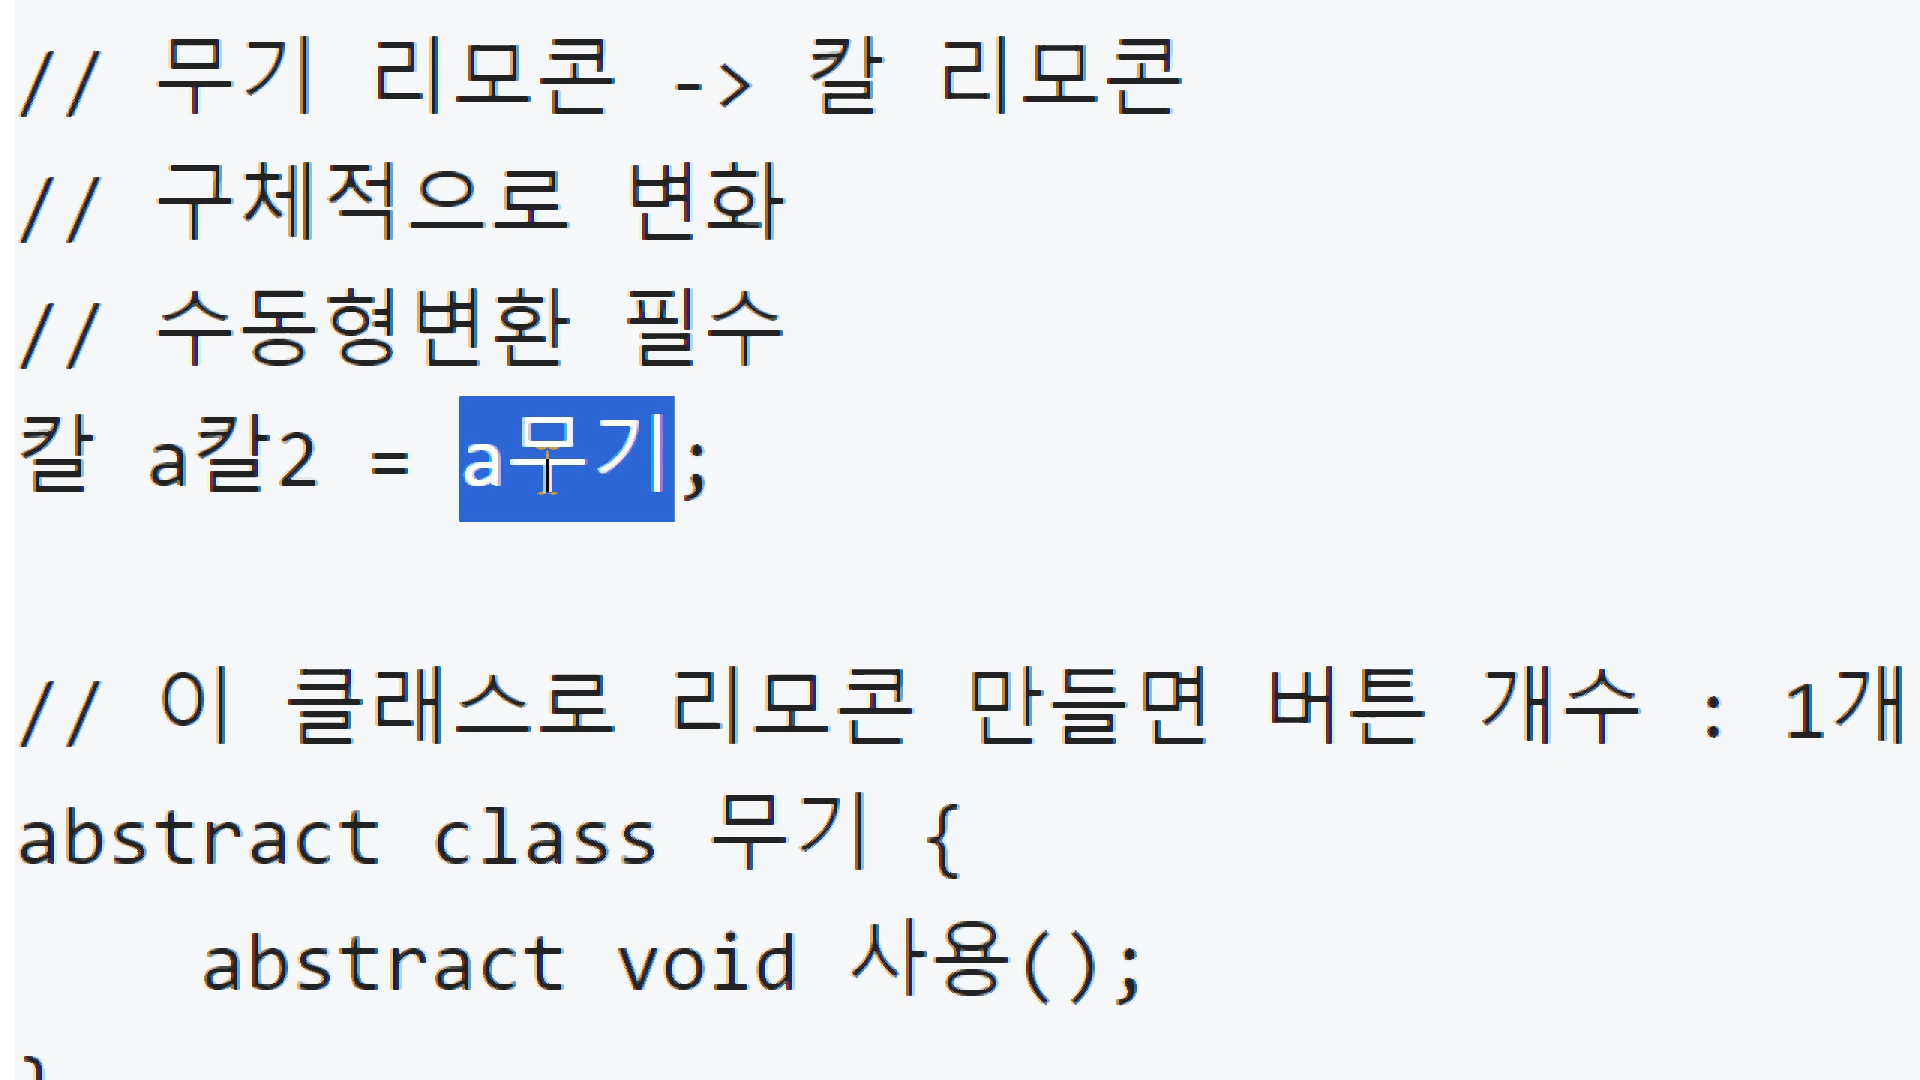 // 무기 리모콘 -> 칼 리모콘
// 구체적으로 변화
// 수동형변환 필수
칼 a칼2 = a무기;
// 이 클래스로 리모콘 만들면 버튼 개수 : 1개
abstract class 무기 {
abstract void 사용();
}